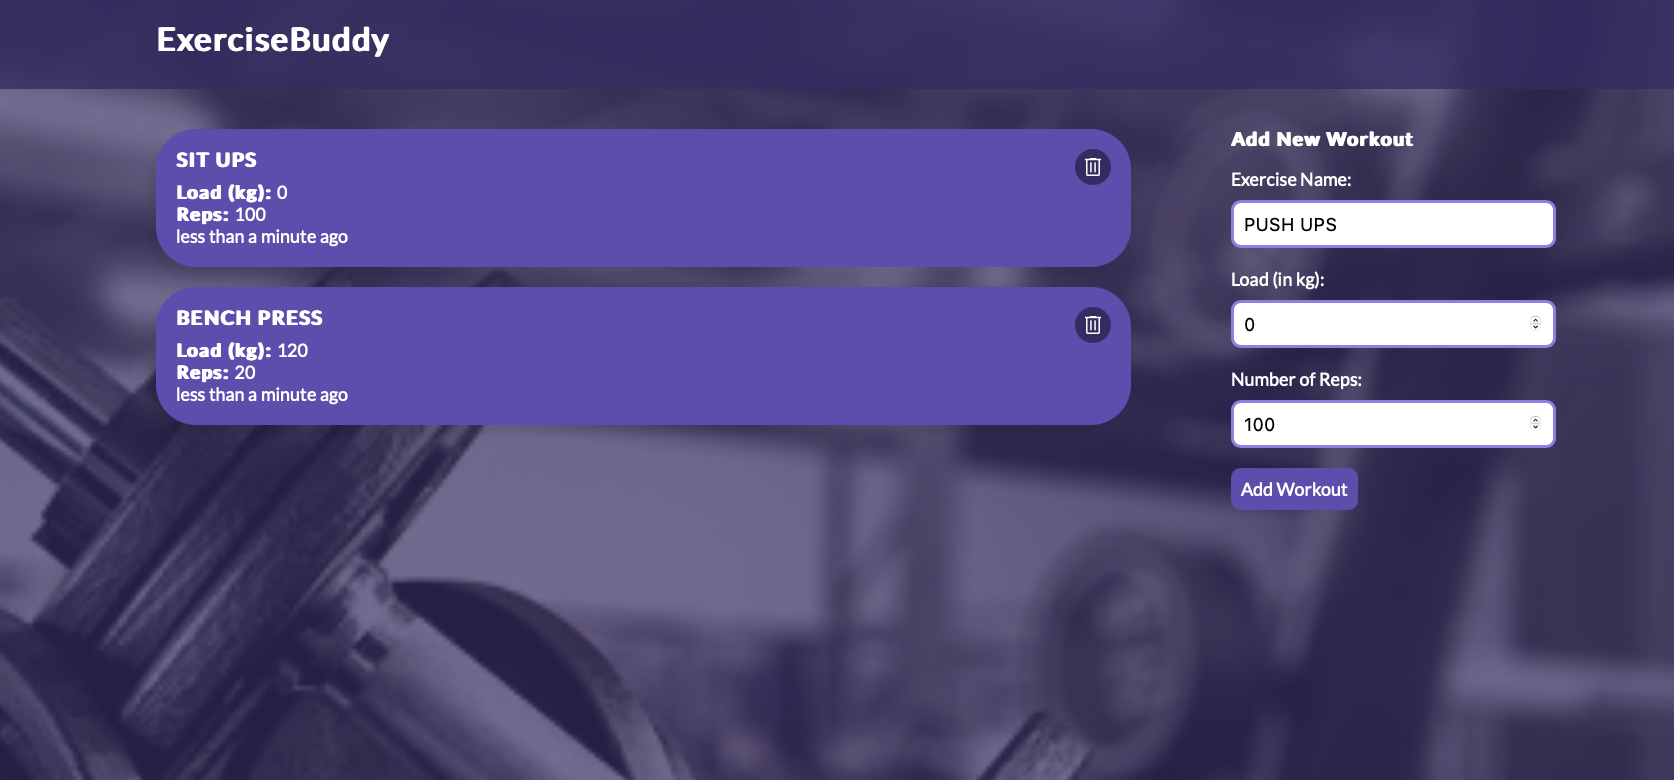 ExerciseBuddy
SIT UPS
Load (kg): 0
Reps: 100
less than a minute ago
BENCH PRESS
Load (kg): 120
Reps: 20
less than a minute ago
Add New Workout
Exercise Name:
PUSH UPS
Load (in kg):
0
Number of Reps:
100
Add Workout